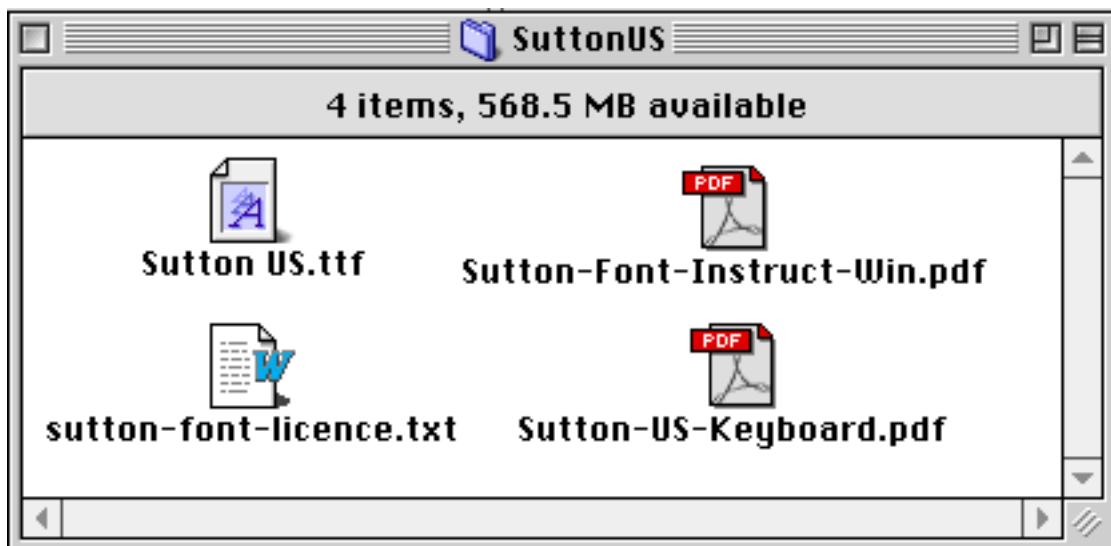 SuttonUS
4 items, 568.5 MB available
PDF
Sutton US.ttf
Sutton-Font-Instruct-Win.pdf
W
PDF
sutton-font-licence.txt
Sutton-US-Keyboard.pdf